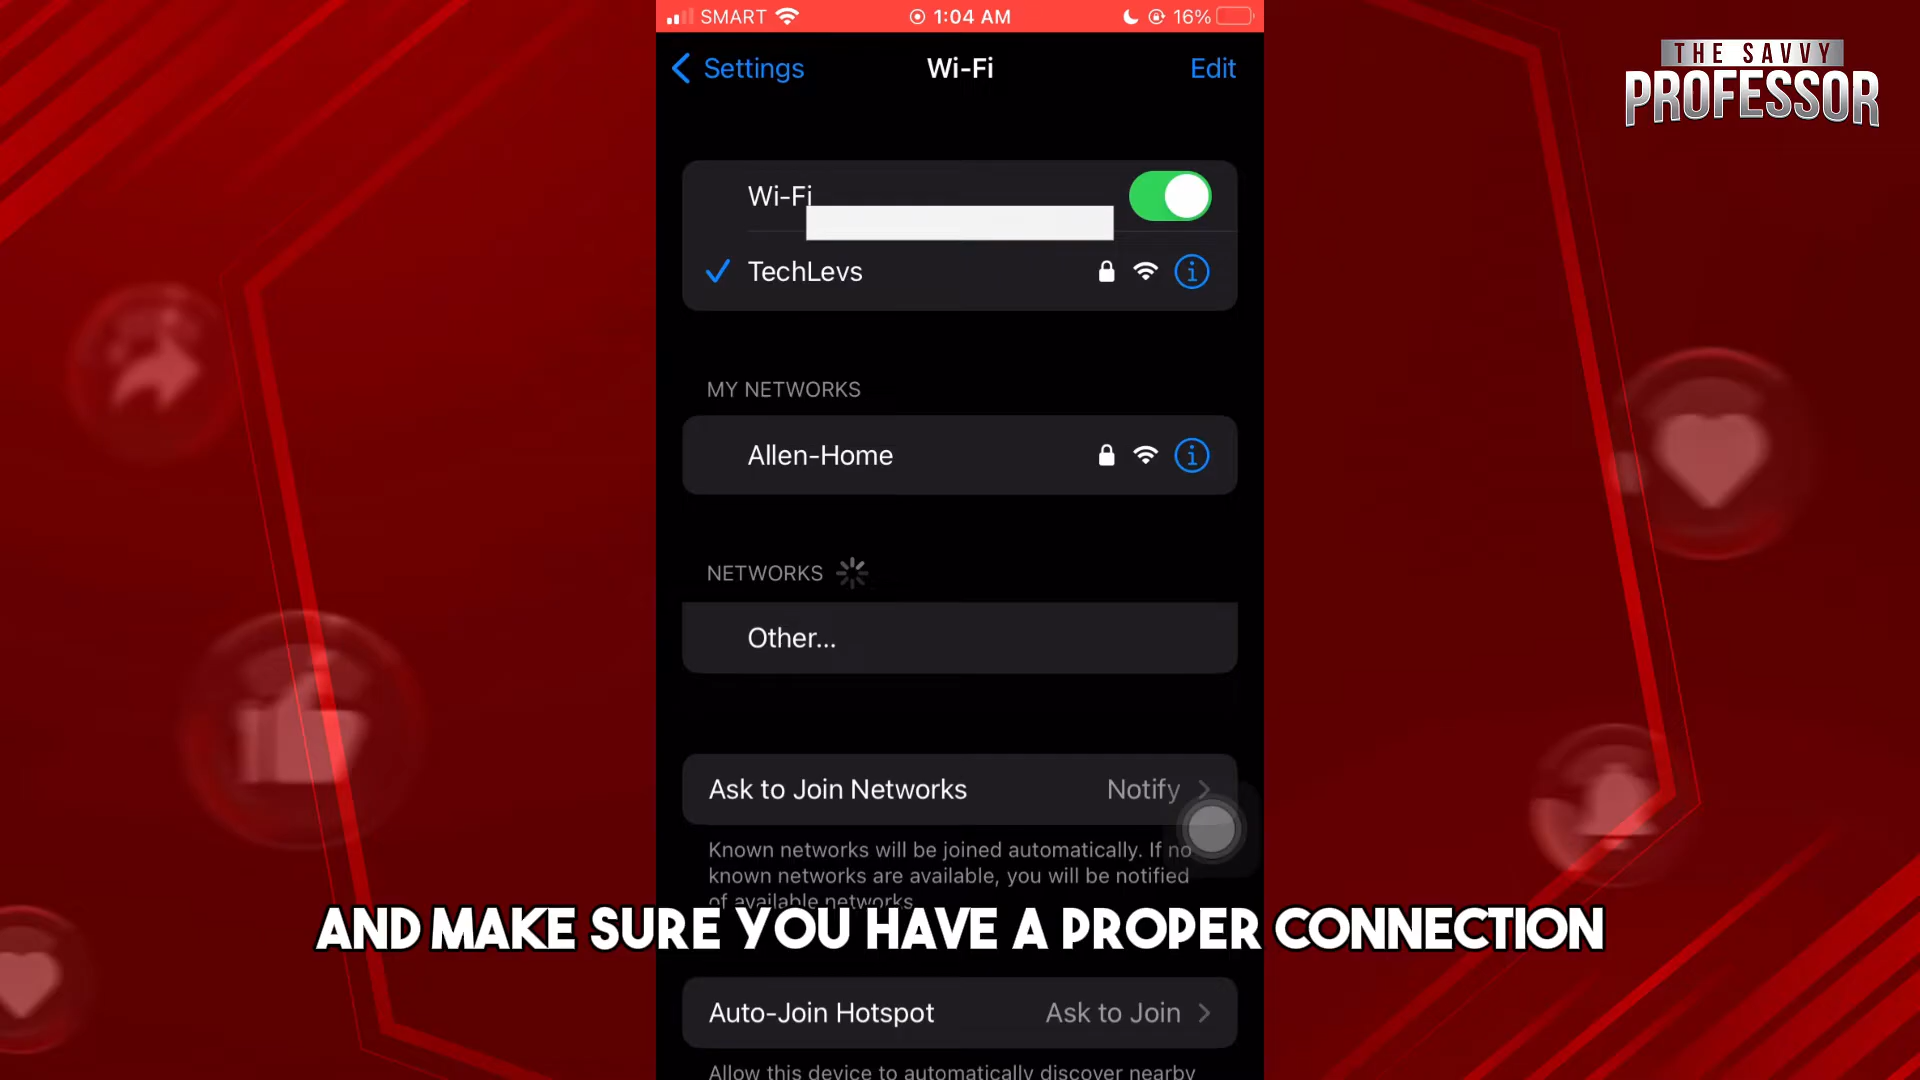 SMART 1:04 AM 16%
THE SAVVY
PROFESSOR
Settings Wi-Fi Edit
Wi-Fi
TechLevs
MY NETWORKS
Allen-Home
NETWORKS
Other...
Ask to Join Networks Notify
Known networks will be joined automatically. If no
known networks are available, you will be notified
of available networks.
AND MAKE SURE YOU HAVE A PROPER CONNECTION
Auto-Join Hotspot Ask to Join
Allow this device to automatically discover nearby